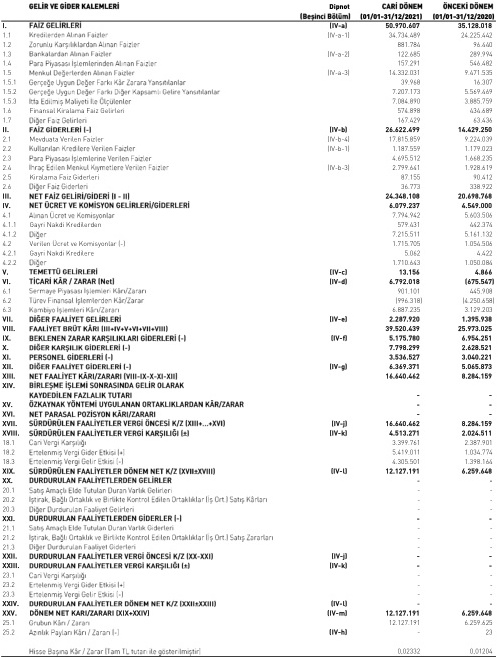 GELİR VE GİDER KALEMLERİ Dipnot CARİ DÖNEM ÖNCEKİ DÖNEM
(Beşinci Bölüm) (01/01-31/12/2021) (01/01-31/12/2020)
I. FAİZ GELİRLERİ (IV-a) 50.970.607 35.128.018
1.1 Kredilerden Alınan Faizler (IV-a-1) 34.734.489 24.225.442
1.2 Zorunlu Karşılıklardan Alınan Faizler 881.784 96.440
1.3 Bankalardan Alınan Faizler (IV-a-2) 122.685 289.994
1.4 Para Piyasası İşlemlerinden Alınan Faizler 157.291 546.482
1.5 Menkul Değerlerden Alınan Faizler (IV-a-3) 14.332.031 9.471.535
1.5.1 Gerçeğe Uygun Değer Farkı Kâr Zarara Yansıtılanlar 39.968 16.307
1.5.2 Gerçeğe Uygun Değer Farkı Diğer Kapsamlı Gelire Yansıtılanlar 7.207.173 5.569.469
1.5.3 İtfa Edilmiş Maliyeti İle Ölçülenler 7.084.890 3.885.759
1.6 Finansal Kiralama Faiz Gelirleri 574.898 434.689
1.7 Diğer Faiz Gelirleri 167.429 63.436
II. FAİZ GİDERLERİ (-) (IV-b) 26.622.499 14.429.250
2.1 Mevduata Verilen Faizler (IV-b-4) 17.815.859 9.224.039
2.2 Kullanılan Kredilere Verilen Faizler (IV-b-1) 1.187.559 1.179.023
2.3 Para Piyasası İşlemlerine Verilen Faizler 4.695.512 1.668.235
2.4 İhraç Edilen Menkul Kıymetlere Verilen Faizler (IV-b-3) 2.799.641 1.928.619
2.5 Kiralama Faiz Giderleri 87.155 90.412
2.6 Diğer Faiz Giderleri 36.773 338.922
III. NET FAİZ GELİRİ/GİDERİ (I - II) 24.348.108 20.698.768
IV. NET ÜCRET VE KOMİSYON GELİRLERİ/GİDERLERİ 6.079.237 4.549.000
4.1 Alınan Ücret ve Komisyonlar 7.794.942 5.603.506
4.1.1 Gayri Nakdi Kredilerden 579.431 442.374
4.1.2 Diğer 7.215.511 5.161.132
4.2 Verilen Ücret ve Komisyonlar (-) 1.715.705 1.054.506
4.2.1 Gayri Nakdi Kredilere 5.062 4.422
4.2.2 Diğer 1.710.643 1.050.084
V. TEMETTÜ GELİRLERİ (IV-c) 13.156 4.866
VI. TİCARİ KÂR / ZARAR (Net) (IV-d) 6.792.018 (675.547)
6.1 Sermaye Piyasası İşlemleri Kârı/Zararı 901.101 445.908
6.2 Türev Finansal İşlemlerden Kâr/Zarar (996.318) (4.250.658)
6.3 Kambiyo İşlemleri Kârı/Zararı 6.887.235 3.129.203
VII. DİĞER FAALİYET GELİRLERİ (IV-e) 2.287.920 1.395.938
VIII. FAALİYET BRÜT KÂRI (III+IV+V+VI+VII+VIII) 39.520.439 25.973.025
IX. BEKLENEN ZARAR KARŞILIKLARI GİDERLERİ (-) (IV-f) 5.175.780 6.954.251
X. DİĞER KARŞILIK GİDERLERİ (-) 7.798.299 2.628.521
XI. PERSONEL GİDERLERİ (-) 3.536.527 3.040.221
XII. DİĞER FAALİYET GİDERLERİ (-) (IV-g) 6.369.371 5.065.873
XIII. NET FAALİYET KÂRI/ZARARI (VIII-IX-X-XI-XII) 16.640.462 8.284.159
XIV. BİRLEŞME İŞLEMİ SONRASINDA GELİR OLARAK
KAYDEDİLEN FAZLALIK TUTARI - -
XV. ÖZKAYNAK YÖNTEMİ UYGULANAN ORTAKLIKLARDAN KÂR/ZARAR - -
XVI. NET PARASAL POZİSYON KÂRI/ZARARI - -
XVII. SÜRDÜRÜLEN FAALİYETLER VERGİ ÖNCESİ K/Z (XIII+...+XVI) (IV-j) 16.640.462 8.284.159
XVIII. SÜRDÜRÜLEN FAALİYETLER VERGİ KARŞILIĞI (±) (IV-k) 4.513.271 2.024.511
18.1 Cari Vergi Karşılığı 3.399.761 2.387.901
18.2 Ertelenmiş Vergi Gider Etkisi (+) 5.419.011 1.034.774
18.3 Ertelenmiş Vergi Gelir Etkisi (-) 4.305.501 1.398.164
XIX. SÜRDÜRÜLEN FAALİYETLER DÖNEM NET K/Z (XVII±XVIII) (IV-l) 12.127.191 6.259.648
XX. DURDURULAN FAALİYETLERDEN GELİRLER - -
20.1 Satış Amaçlı Elde Tutulan Duran Varlık Gelirleri - -
20.2 İştirak, Bağlı Ortaklık ve Birlikte Kontrol Edilen Ortaklıklar (İş Ort.) Satış Kârları - -
20.3 Diğer Durdurulan Faaliyet Gelirleri - -
XXI. DURDURULAN FAALİYETLERDEN GİDERLER (-) - -
21.1 Satış Amaçlı Elde Tutulan Duran Varlık Giderleri - -
21.2 İştirak, Bağlı Ortaklık ve Birlikte Kontrol Edilen Ortaklıklar (İş Ort.) Satış Zararları - -
21.3 Diğer Durdurulan Faaliyet Giderleri - -
XXII. DURDURULAN FAALİYETLER VERGİ ÖNCESİ K/Z (XX-XXI) (IV-j) - -
XXIII. DURDURULAN FAALİYETLER VERGİ KARŞILIĞI (±) (IV-k) - -
23.1 Cari Vergi Karşılığı - -
23.2 Ertelenmiş Vergi Gider Etkisi (+) - -
23.3 Ertelenmiş Vergi Gelir Etkisi (-) - -
XXIV. DURDURULAN FAALİYETLER DÖNEM NET K/Z (XXII±XXIII) (IV-l) - -
XXV. DÖNEM NET KARI/ZARARI (XIX+XXIV) (IV-m) 12.127.191 6.259.648
25.1 Grubun Kârı / Zararı 12.127.191 6.259.625
25.2 Azınlık Payları Kârı / Zararı (-) (IV-h) - 23
Hisse Başına Kâr / Zarar (Tam TL tutarı ile gösterilmiştir) 0,02332 0,01204